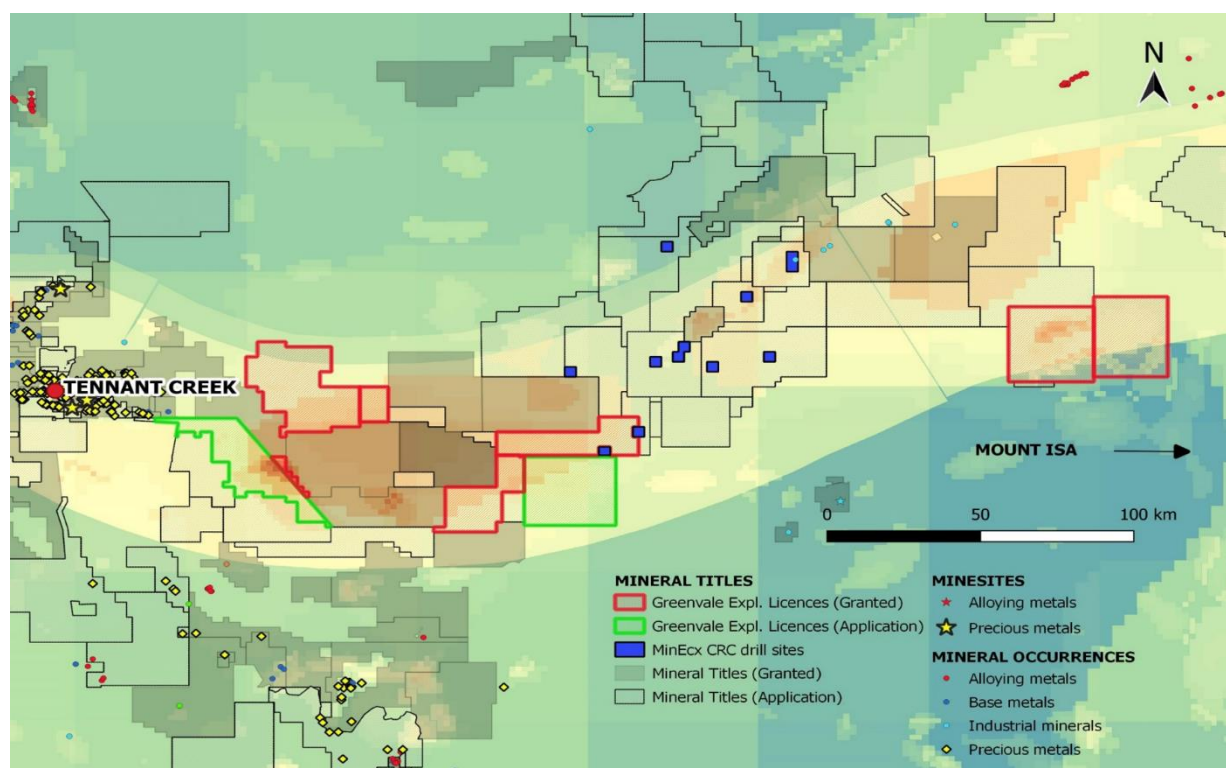 N
TENNANT CREEK
MOUNT ISA
0 50 100 km
MINERAL TITLES
Greenvale Expl. Licences (Granted)
Greenvale Expl. Licences (Application)
MinEcx CRC drill sites
Mineral Titles (Granted)
Mineral Titles (Application)
MINESITES
Alloying metals
Precious metals
MINERAL OCCURRENCES
Alloying metals
Base metals
Industrial minerals
Precious metals